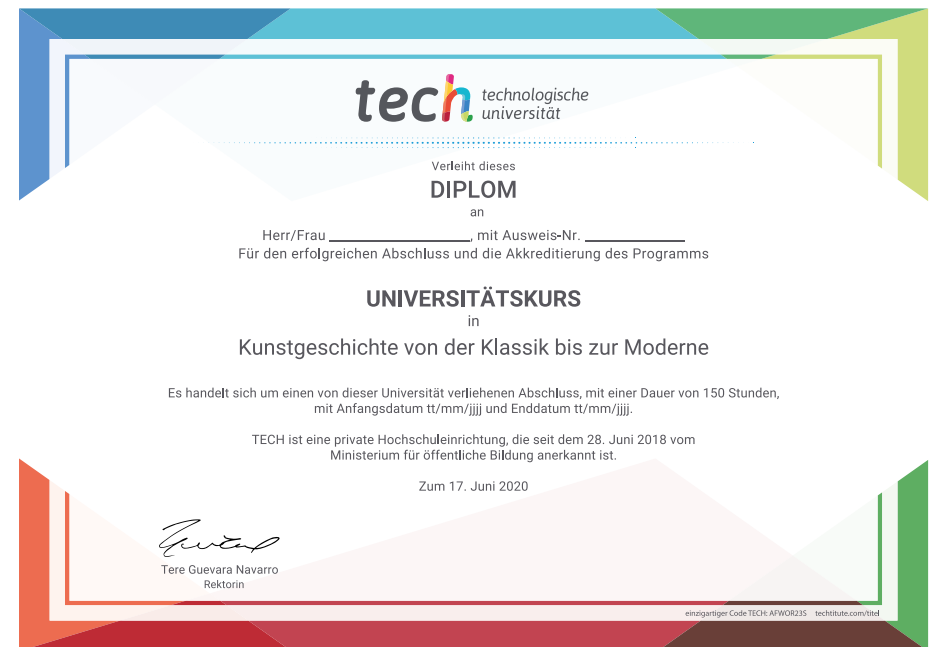 tech technologische
universität
Verleiht dieses
DIPLOM
an
Herr/Frau ____________________, mit Ausweis-Nr. ______________
Für den erfolgreichen Abschluss und die Akkreditierung des Programms
UNIVERSITÄTSKURS
in
Kunstgeschichte von der Klassik bis zur Moderne
Es handelt sich um einen von dieser Universität verliehenen Abschluss, mit einer Dauer von 150 Stunden,
mit Anfangsdatum tt/mm/jjjj und Enddatum tt/mm/jjjj.
TECH ist eine private Hochschuleinrichtung, die seit dem 28. Juni 2018 vom
Ministerium für öffentliche Bildung anerkannt ist.
Zum 17. Juni 2020
Tere Guevara Navarro
Rektorin
einzigartiger Code TECH: AFWOR23S techtitute.com/titel